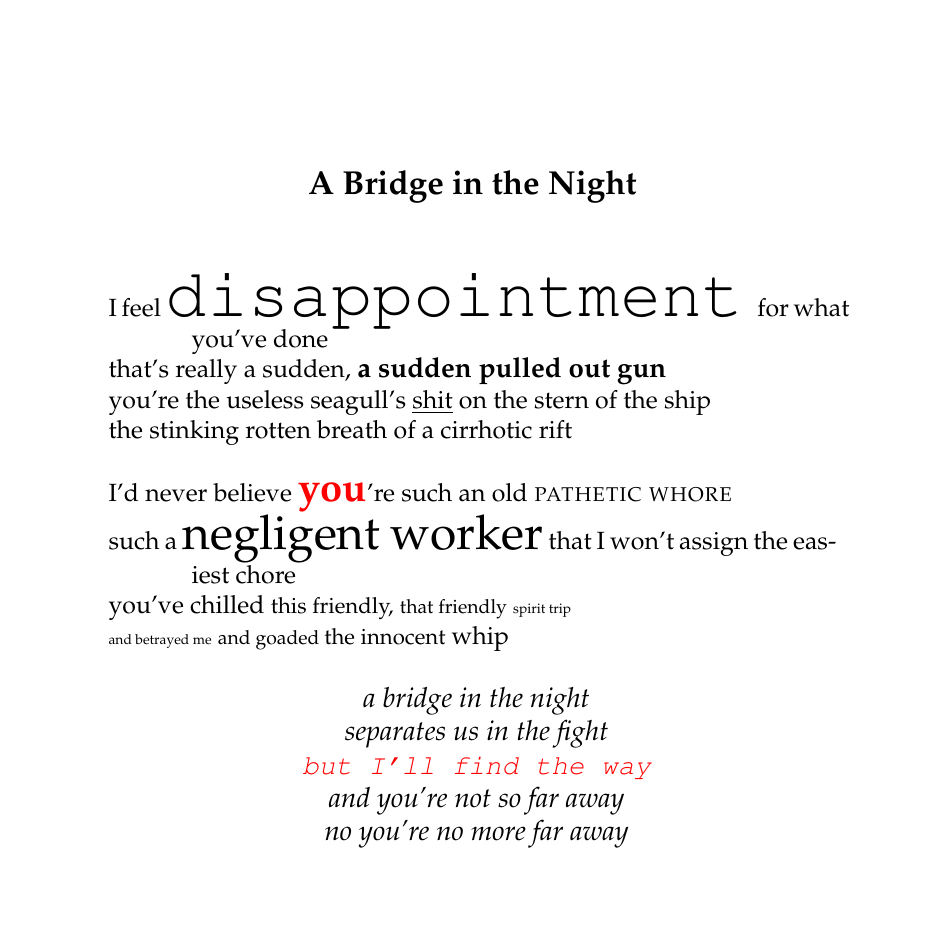 A Bridge in the Night
I feel disappointment for what
you’ve done
that’s really a sudden, a sudden pulled out gun
you’re the useless seagull’s shit on the stern of the ship
the stinking rotten breath of a cirrhotic rift
I’d never believe you’re such an old PATHETIC WHORE
such a negligent worker that I won’t assign the eas-
iest chore
you’ve chilled this friendly, that friendly spirit trip
and betrayed me and goaded the innocent whip
a bridge in the night
separates us in the fight
but I’ll find the way
and you’re not so far away
no you’re no more far away